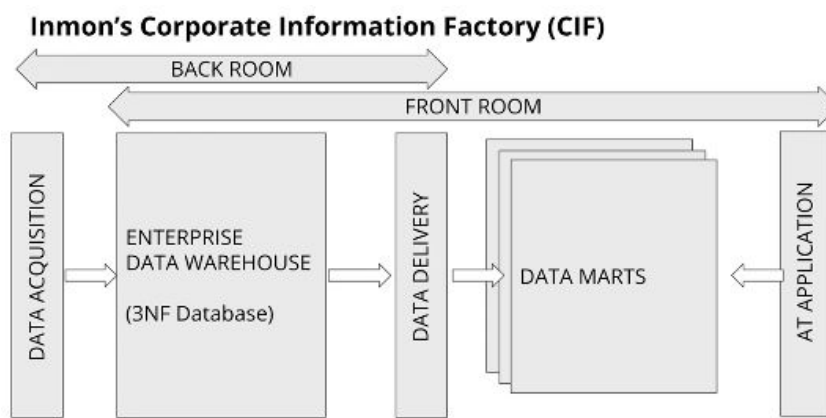 Inmon's Corporate Information Factory (CIF)
BACK ROOM
FRONT ROOM
DATA ACQUISITION
ENTERPRISE
DATA WAREHOUSE
(3NF Database)
DATA DELIVERY
DATA MARTS
AT APPLICATION